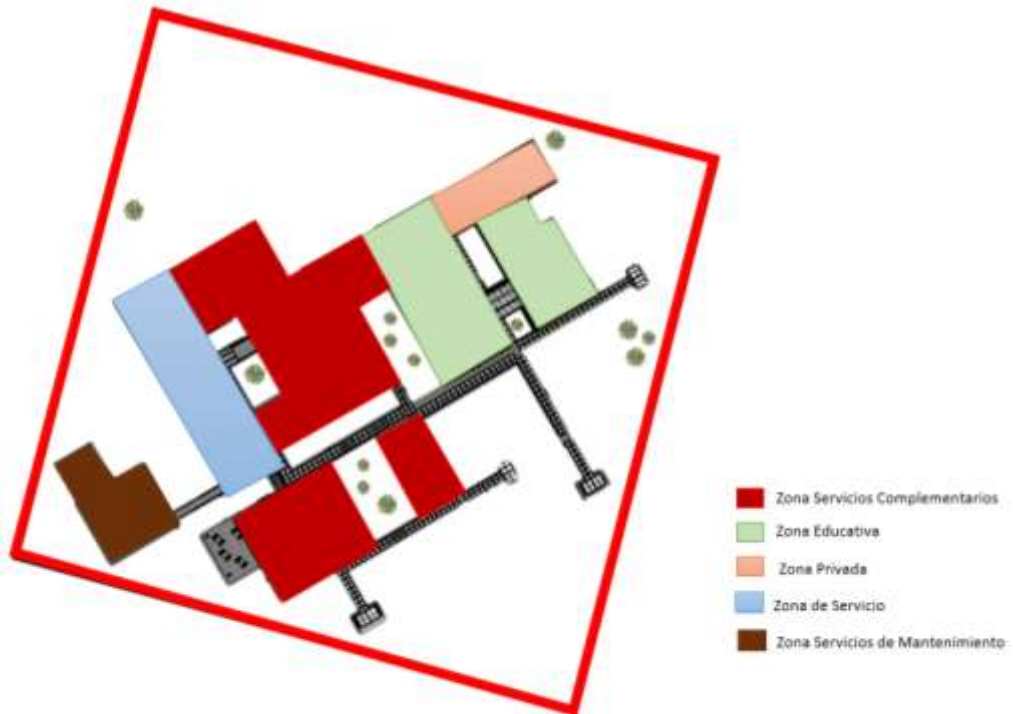 Zona Servicios Complementarios
Zona Educativa
Zona Privada
Zona de Servicio
Zona Servicios de Mantenimiento